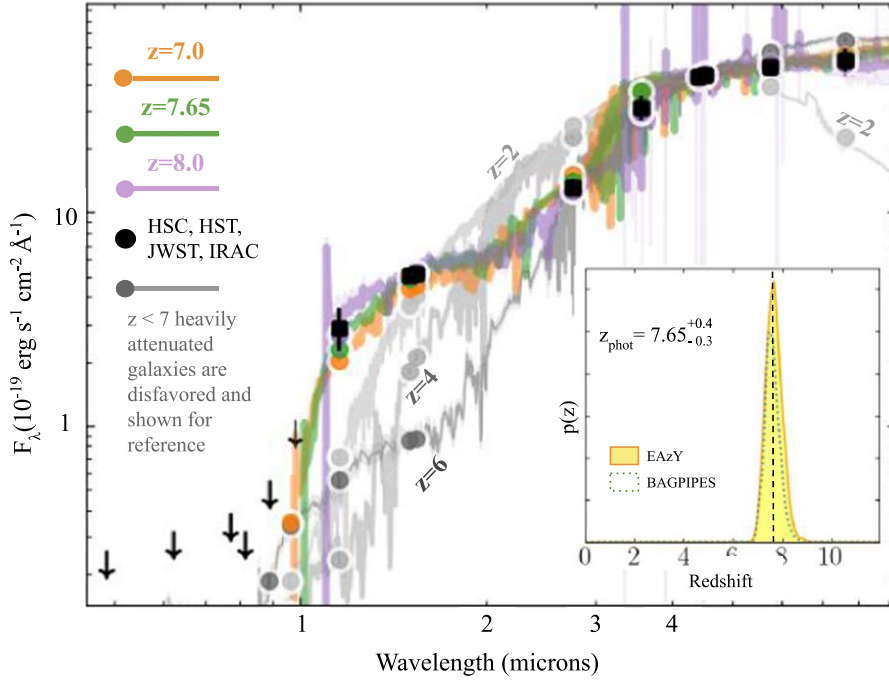 z=7.0
z=7.65
z=8.0
HSC, HST,
JWST, IRAC
z < 7 heavily
attenuated
galaxies are
disfavored and
shown for
reference
z=2
z=2
z=4
z=6
10
1
F_λ(10⁻¹⁹ erg s⁻¹ cm⁻² Å⁻¹)
z_phot = 7.65 +0.4 -0.3
p(z)
EAzY
BAGPIPES
0 2 4 6 8 10
Redshift
1 2 3 4 5
Wavelength (microns)